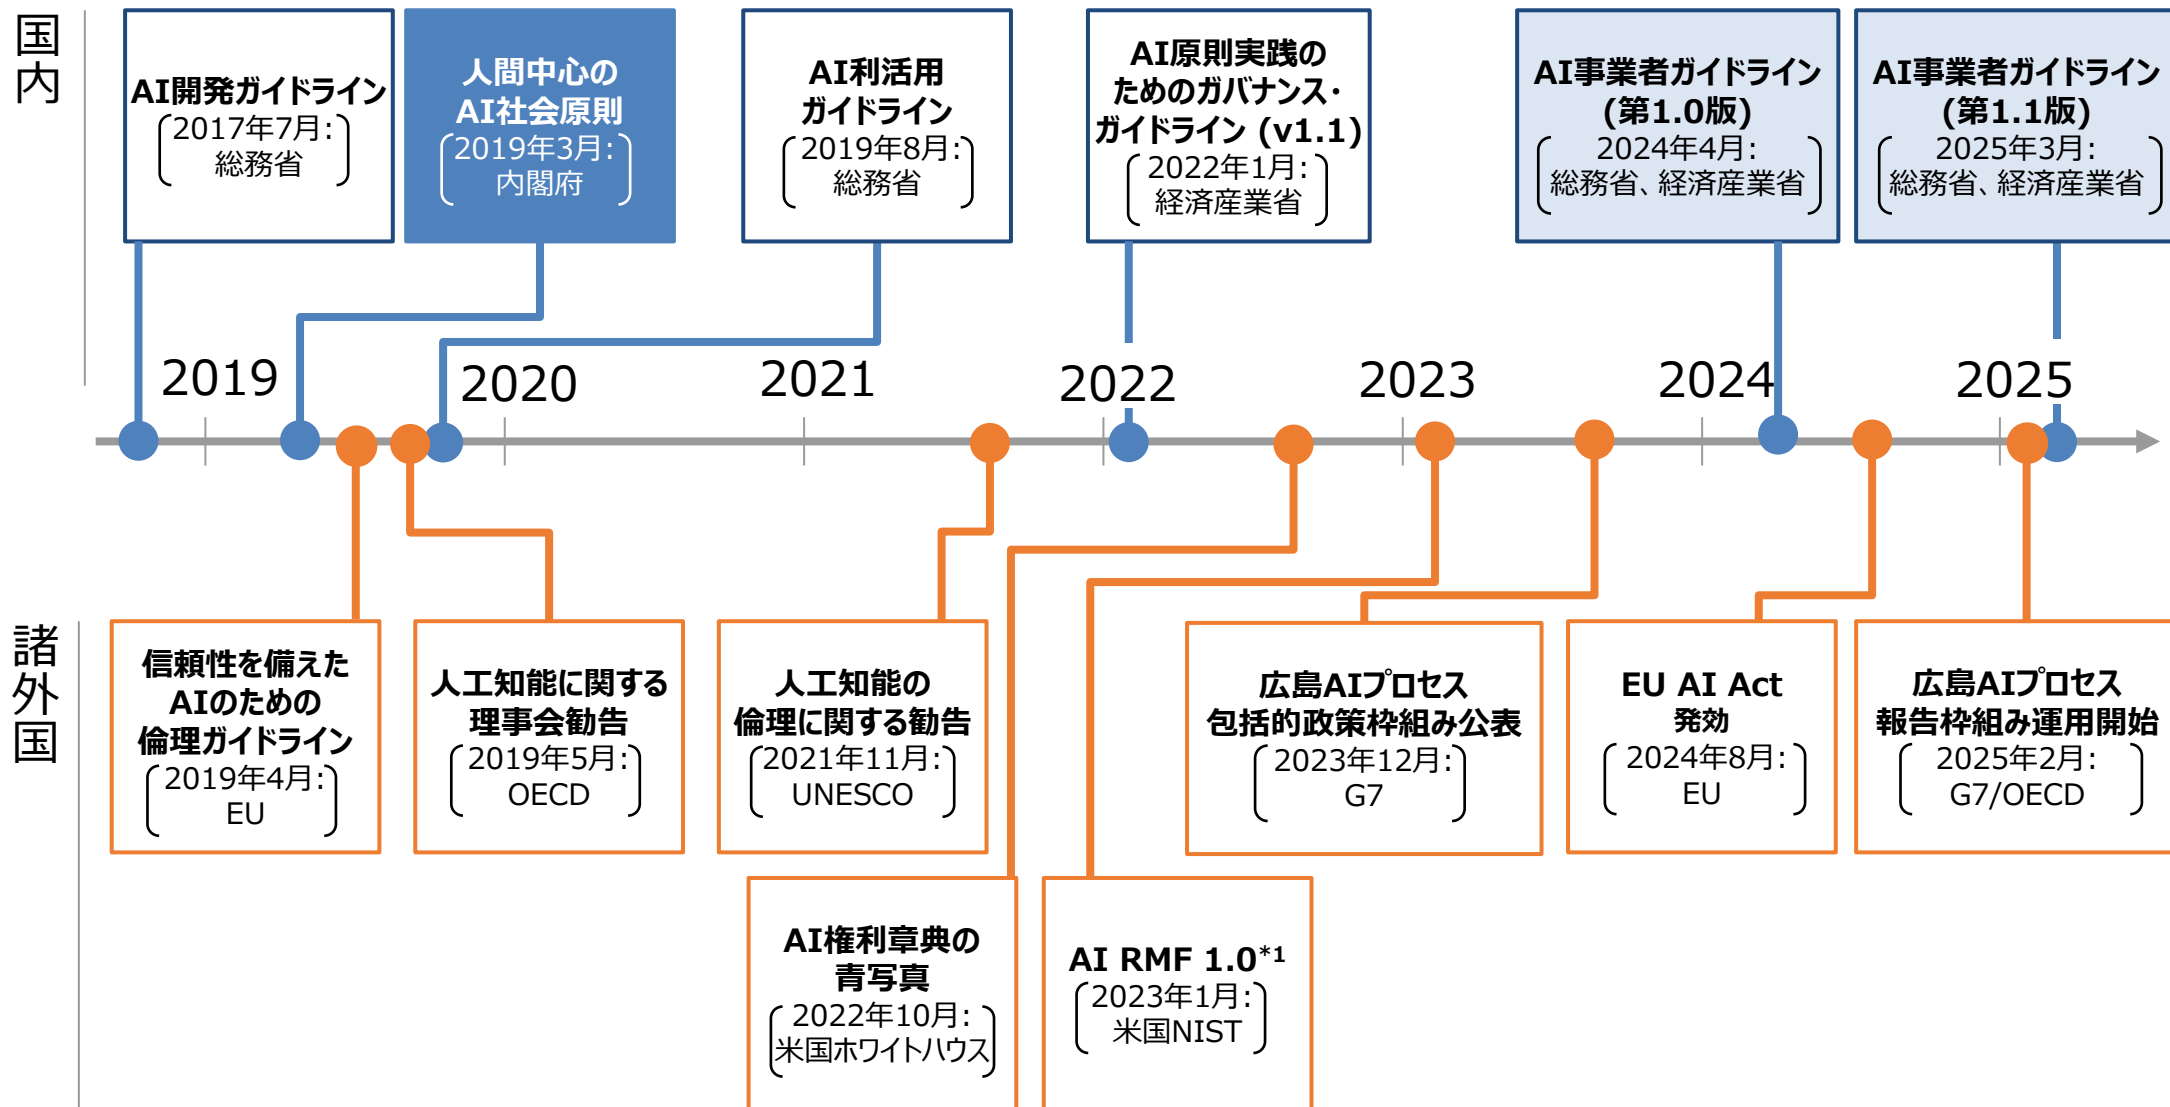 国内
AI開発ガイドライン
2017年7月:
総務省
人間中心の
AI社会原則
2019年3月:
内閣府
AI利活用
ガイドライン
2019年8月:
総務省
AI原則実践の
ためのガバナンス・
ガイドライン (v1.1)
2022年1月:
経済産業省
AI事業者ガイドライン
(第1.0版)
2024年4月:
総務省、経済産業省
AI事業者ガイドライン
(第1.1版)
2025年3月:
総務省、経済産業省
2019
2020
2021
2022
2023
2024
2025
諸外国
信頼性を備えた
AIのための
倫理ガイドライン
2019年4月:
EU
人工知能に関する
理事会勧告
2019年5月:
OECD
人工知能の
倫理に関する勧告
2021年11月:
UNESCO
広島AIプロセス
包括的政策枠組み公表
2023年12月:
G7
EU AI Act
発効
2024年8月:
EU
広島AIプロセス
報告枠組み運用開始
2025年2月:
G7/OECD
AI権利章典の
青写真
2022年10月:
米国ホワイトハウス
AI RMF 1.0*1
2023年1月:
米国NIST